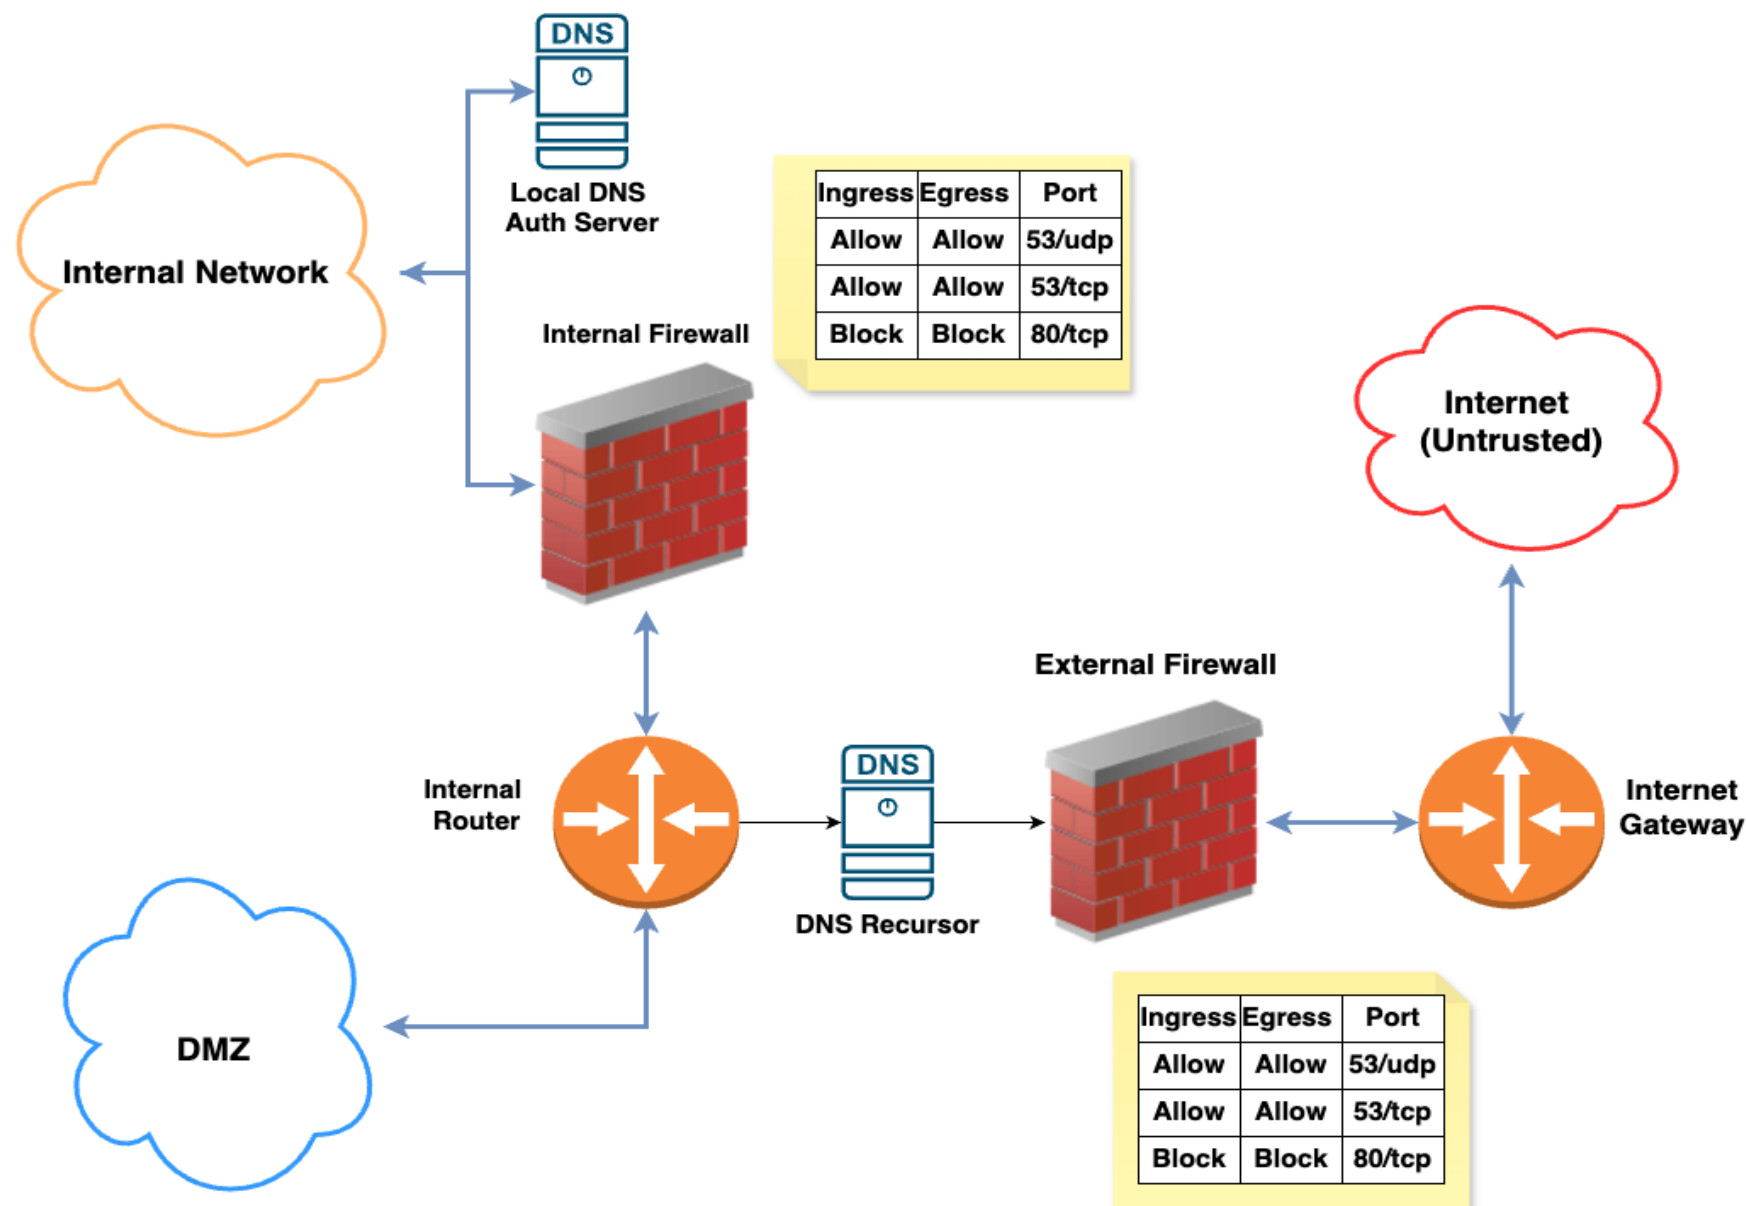 DNS
Local DNS
Auth Server
Internal Network
Ingress Egress Port
Allow Allow 53/udp
Allow Allow 53/tcp
Block Block 80/tcp
Internal Firewall
Internet
(Untrusted)
External Firewall
Internal
Router
DNS
DNS Recursor
Internet
Gateway
DMZ
Ingress Egress Port
Allow Allow 53/udp
Allow Allow 53/tcp
Block Block 80/tcp